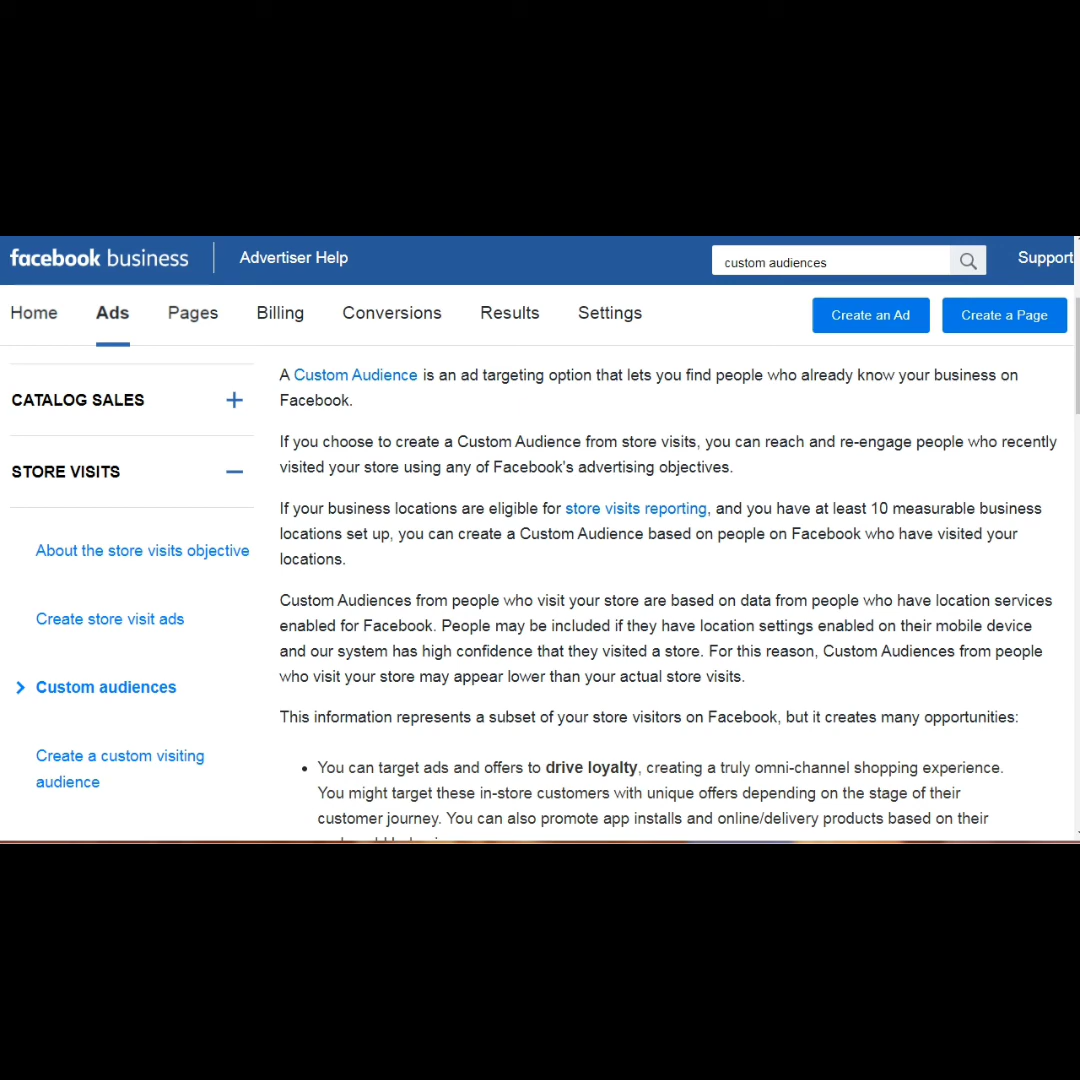 facebook business
Advertiser Help
custom audiences
Support
Home
Ads
Pages
Billing
Conversions
Results
Settings
Create an Ad
Create a Page
CATALOG SALES
STORE VISITS
About the store visits objective
Create store visit ads
Custom audiences
Create a custom visiting
audience
A Custom Audience is an ad targeting option that lets you find people who already know your business on
Facebook.
If you choose to create a Custom Audience from store visits, you can reach and re-engage people who recently
visited your store using any of Facebook's advertising objectives.
If your business locations are eligible for store visits reporting, and you have at least 10 measurable business
locations set up, you can create a Custom Audience based on people on Facebook who have visited your
locations.
Custom Audiences from people who visit your store are based on data from people who have location services
enabled for Facebook. People may be included if they have location settings enabled on their mobile device
and our system has high confidence that they visited a store. For this reason, Custom Audiences from people
who visit your store may appear lower than your actual store visits.
This information represents a subset of your store visitors on Facebook, but it creates many opportunities:
• You can target ads and offers to drive loyalty, creating a truly omni-channel shopping experience.
You might target these in-store customers with unique offers depending on the stage of their
customer journey. You can also promote app installs and online/delivery products based on their